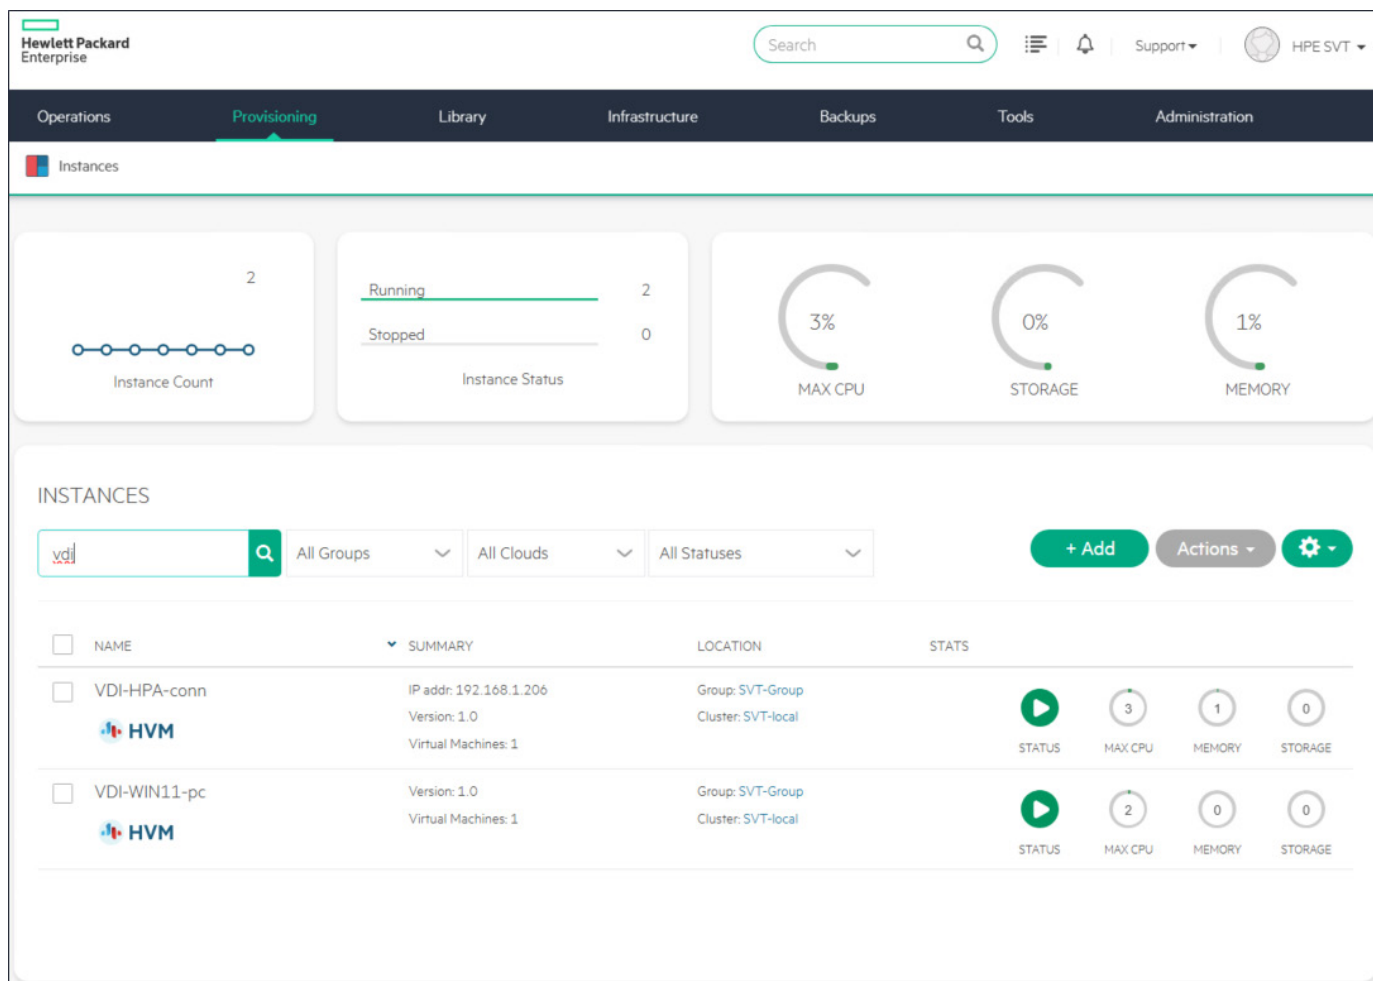 Hewlett Packard
Enterprise
Search
Support
HPE SVT
Operations Provisioning Library Infrastructure Backups Tools Administration
Instances
2
Instance Count
Running 2
Stopped 0
Instance Status
3% 0% 1%
MAX CPU STORAGE MEMORY
INSTANCES
vdi All Groups All Clouds All Statuses + Add Actions
NAME SUMMARY LOCATION STATS
VDI-HPA-conn IP addr: 192.168.1.206 Group: SVT-Group
HVM Version: 1.0 Cluster: SVT-local 3 1 0
Virtual Machines: 1 STATUS MAX CPU MEMORY STORAGE
VDI-WIN11-pc Version: 1.0 Group: SVT-Group
HVM Virtual Machines: 1 Cluster: SVT-local 2 0 0
STATUS MAX CPU MEMORY STORAGE